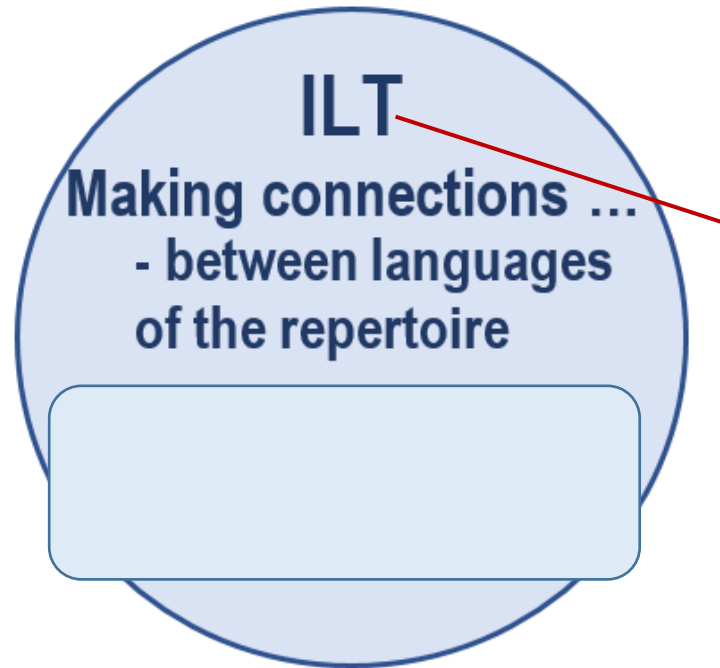 ILT
Making connections ...
- between languages
of the repertoire